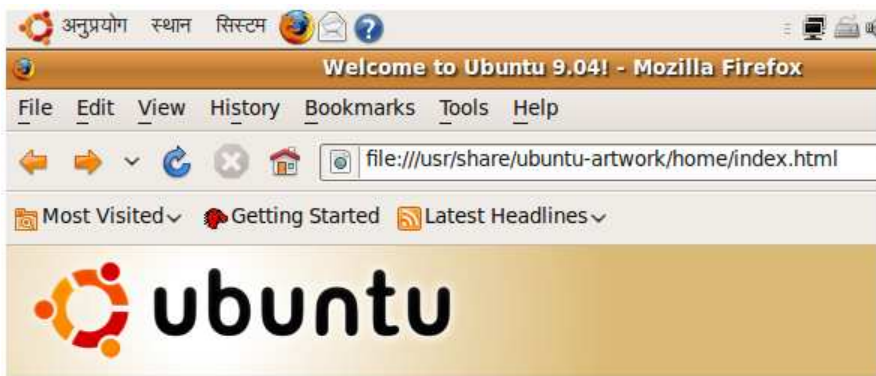 अनुप्रयोग स्थान सिस्टम
Welcome to Ubuntu 9.04! - Mozilla Firefox
File Edit View History Bookmarks Tools Help
file:///usr/share/ubuntu-artwork/home/index.html
Most Visited Getting Started Latest Headlines
ubuntu